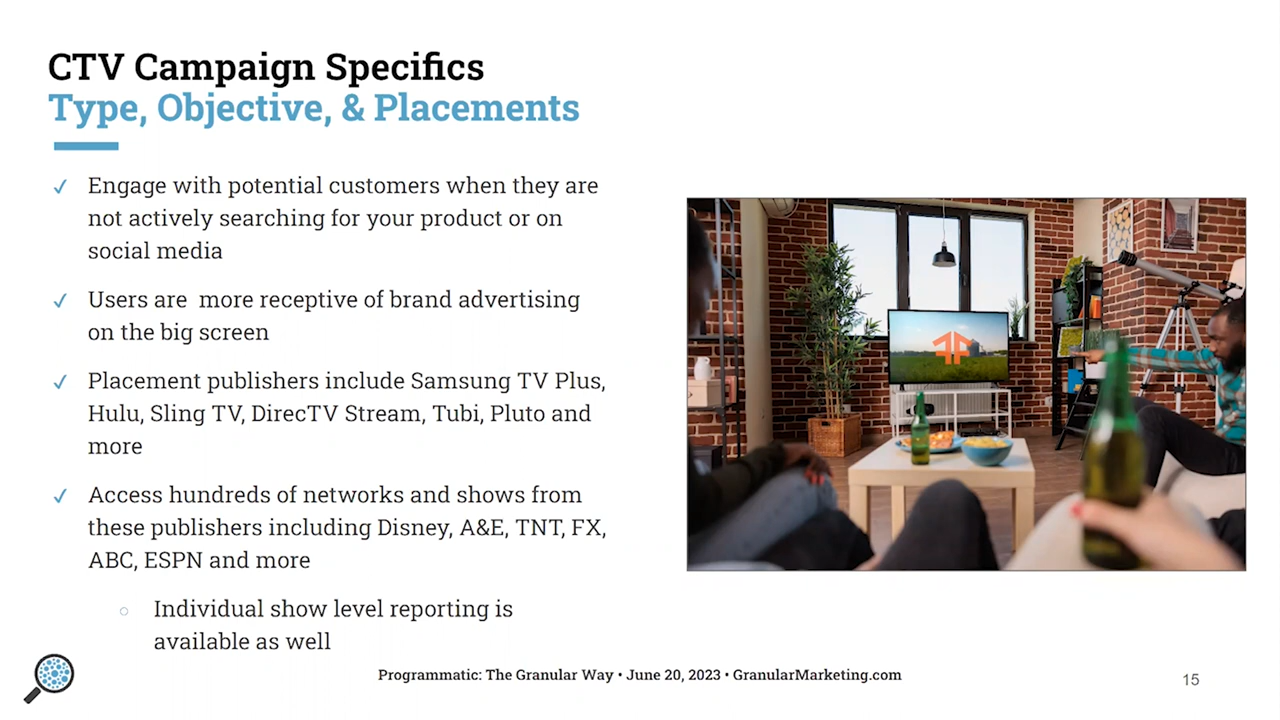 CTV Campaign Specifics
Type, Objective, & Placements
✓ Engage with potential customers when they are
not actively searching for your product or on
social media
✓ Users are  more receptive of brand advertising
on the big screen
✓ Placement publishers include Samsung TV Plus,
Hulu, Sling TV, DirecTV Stream, Tubi, Pluto and
more
✓ Access hundreds of networks and shows from
these publishers including Disney, A&E, TNT, FX,
ABC, ESPN and more
○ Individual show level reporting is
available as well
Programmatic: The Granular Way • June 20, 2023 • GranularMarketing.com
15